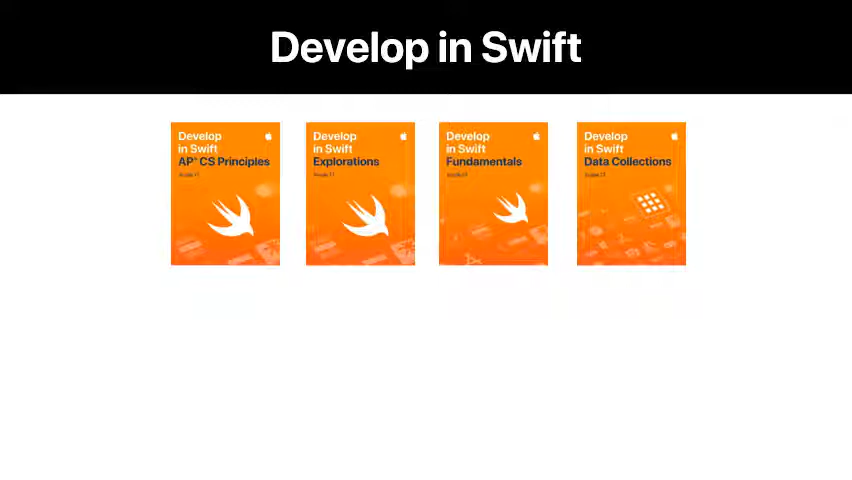 Develop in Swift
Develop
in Swift
AP® CS Principles
Develop
in Swift
Explorations
Develop
in Swift
Fundamentals
Develop
in Swift
Data Collections